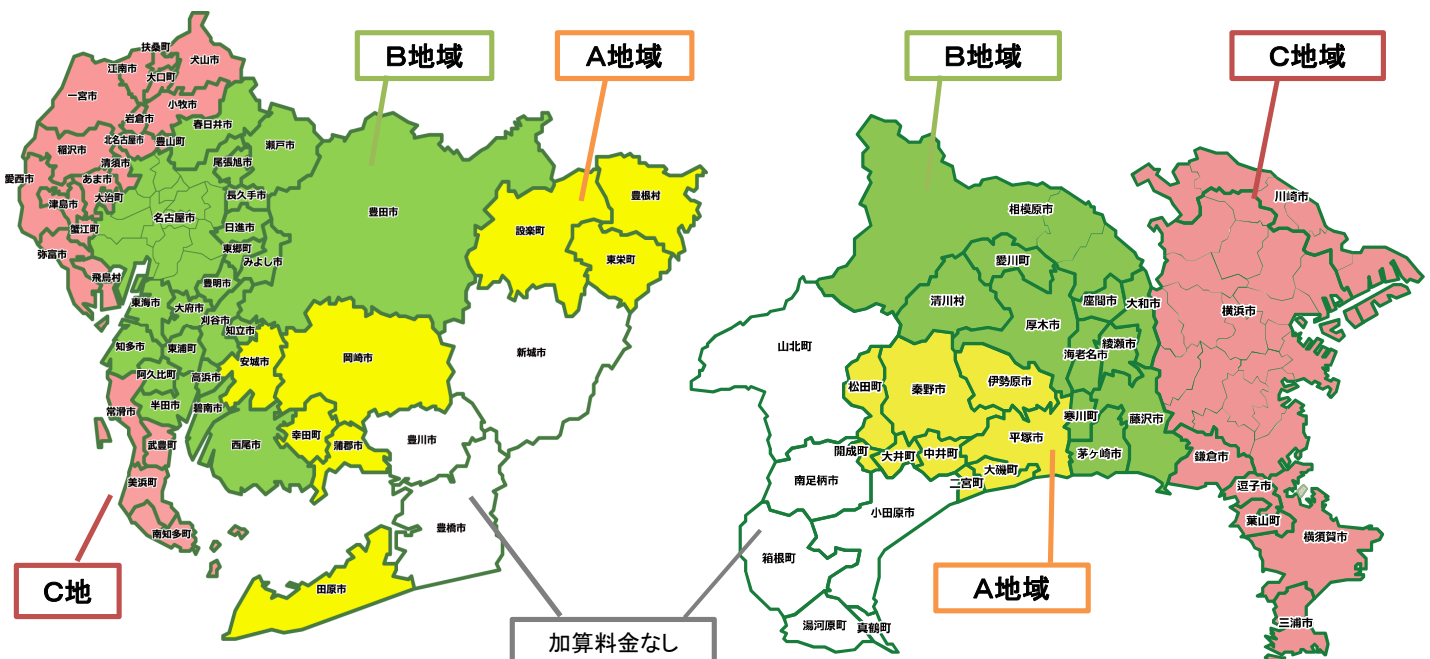 B地域
A地域
B地域
C地域
扶桑町
犬山市
江南市
大口町
一宮市
小牧市
岩倉市
春日井市
北名古屋市
豊山町
瀬戸市
稲沢市
清須市
尾張旭市
愛西市
あま市
大治町
長久手市
津島市
名古屋市
蟹江町
日進市
豊田市
弥富市
東郷町
みよし市
飛島村
豊明市
東海市
大府市
刈谷市
知立市
知多市
東浦町
安城市
岡崎市
阿久比町
高浜市
常滑市
半田市
碧南市
武豊町
西尾市
幸田町
蒲郡市
豊川市
美浜町
南知多町
豊橋市
田原市
設楽町
豊根村
東栄町
新城市
C地
加算料金なし
相模原市
川崎市
愛川町
清川村
座間市
大和市
厚木市
横浜市
山北町
海老名市
綾瀬市
松田町
秦野市
伊勢原市
寒川町
藤沢市
平塚市
開成町
大井町
中井町
茅ヶ崎市
鎌倉市
大磯町
二宮町
南足柄市
逗子市
小田原市
葉山町
横須賀市
箱根町
A地域
湯河原町
真鶴町
三浦市